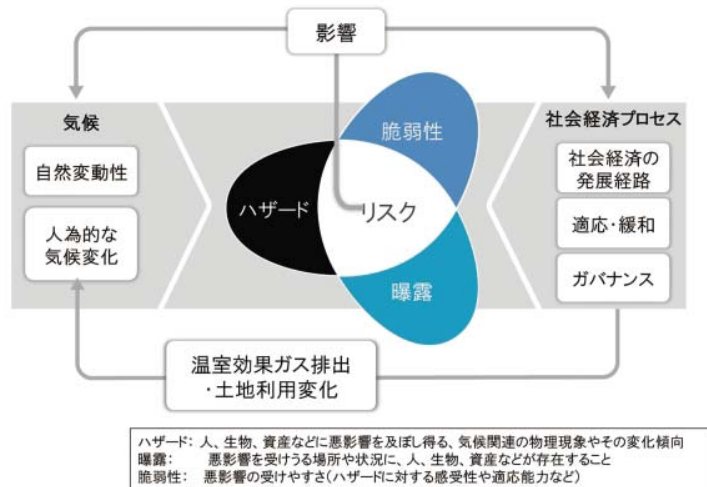 影響
気候
自然変動性
人為的な
気候変化
脆弱性
ハザード
リスク
曝露
社会経済プロセス
社会経済の
発展経路
適応・緩和
ガバナンス
温室効果ガス排出
・土地利用変化
ハザード: 人、生物、資産などに悪影響を及ぼし得る、気候関連の物理現象やその変化傾向
曝露: 悪影響を受けうる場所や状況に、人、生物、資産などが存在すること
脆弱性: 悪影響の受けやすさ(ハザードに対する感受性や適応能力など)